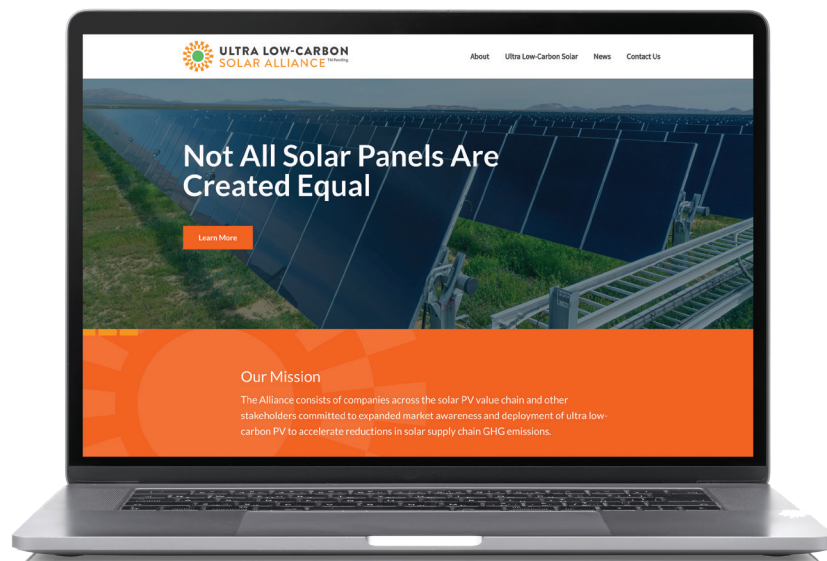 ULTRA LOW-CARBON
SOLAR ALLIANCE TM Pending
About Ultra Low-Carbon Solar News Contact Us
Not All Solar Panels Are
Created Equal
Learn More
Our Mission
The Alliance consists of companies across the solar PV value chain and other
stakeholders committed to expanded market awareness and deployment of ultra low-
carbon PV to accelerate reductions in solar supply chain GHG emissions.